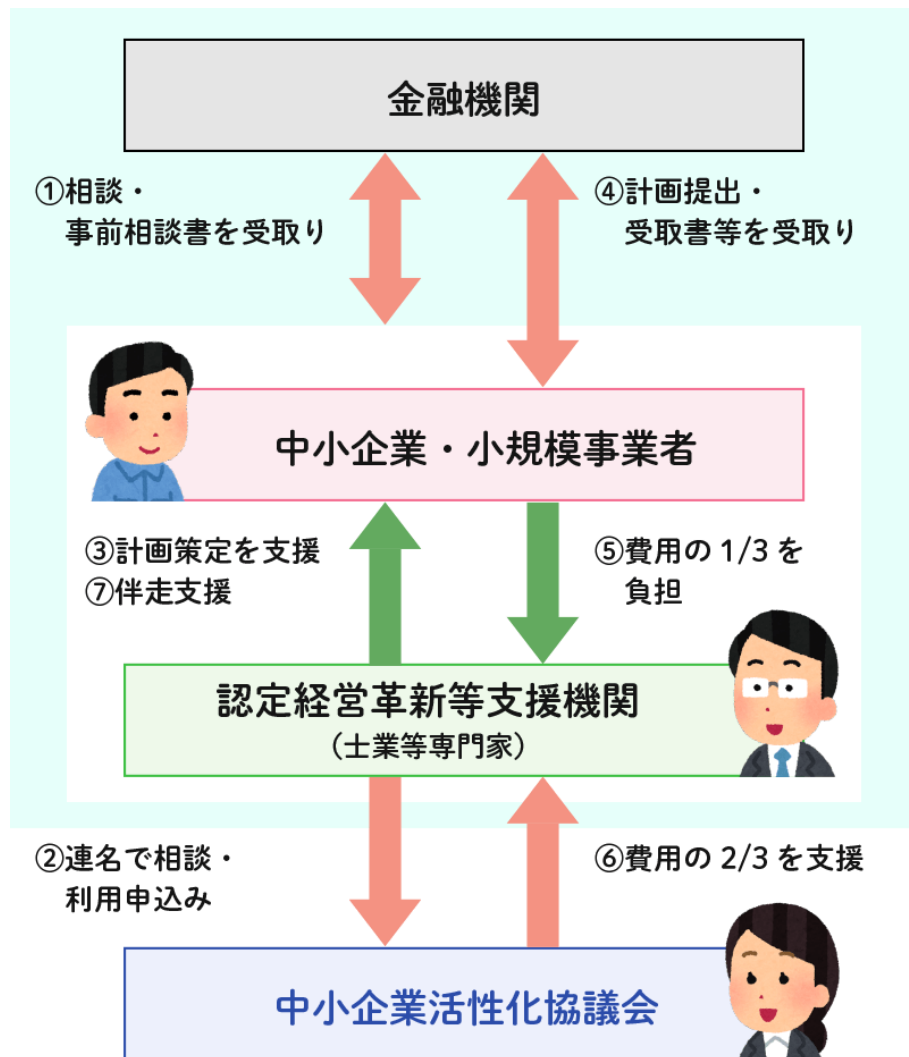 金融機関
①相談・
事前相談書を受取り
④計画提出・
受取書等を受取り
中小企業・小規模事業者
③計画策定を支援
⑦伴走支援
⑤費用の 1/3 を
負担
認定経営革新等支援機関
（士業等専門家）
②連名で相談・
利用申込み
⑥費用の 2/3 を支援
中小企業活性化協議会